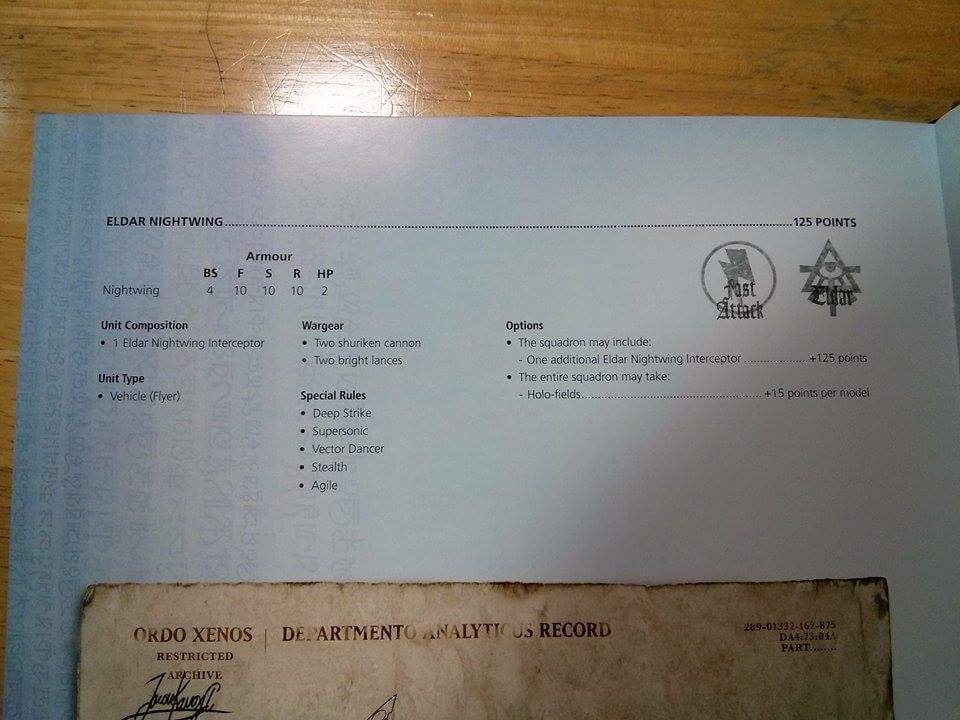 ELDAR NIGHTWING........................125 POINTS
Armour
BS F S R HP
Nightwing 4 10 10 10 2
Fast Attack
Eldar
Unit Composition
• 1 Eldar Nightwing Interceptor
Unit Type
• Vehicle (Flyer)
Wargear
• Two shuriken cannon
• Two bright lances
Special Rules
• Deep Strike
• Supersonic
• Vector Dancer
• Stealth
• Agile
Options
• The squadron may include:
- One additional Eldar Nightwing Interceptor ....................+125 points
• The entire squadron may take:
- Holo-fields.................................................... +15 points per model
ORDO XENOS | DEPARTMENTO ANALYTICUS RECORD
RESTRICTED
ARCHIVE
289-01332-162-875
DA4:73:04A
PART........